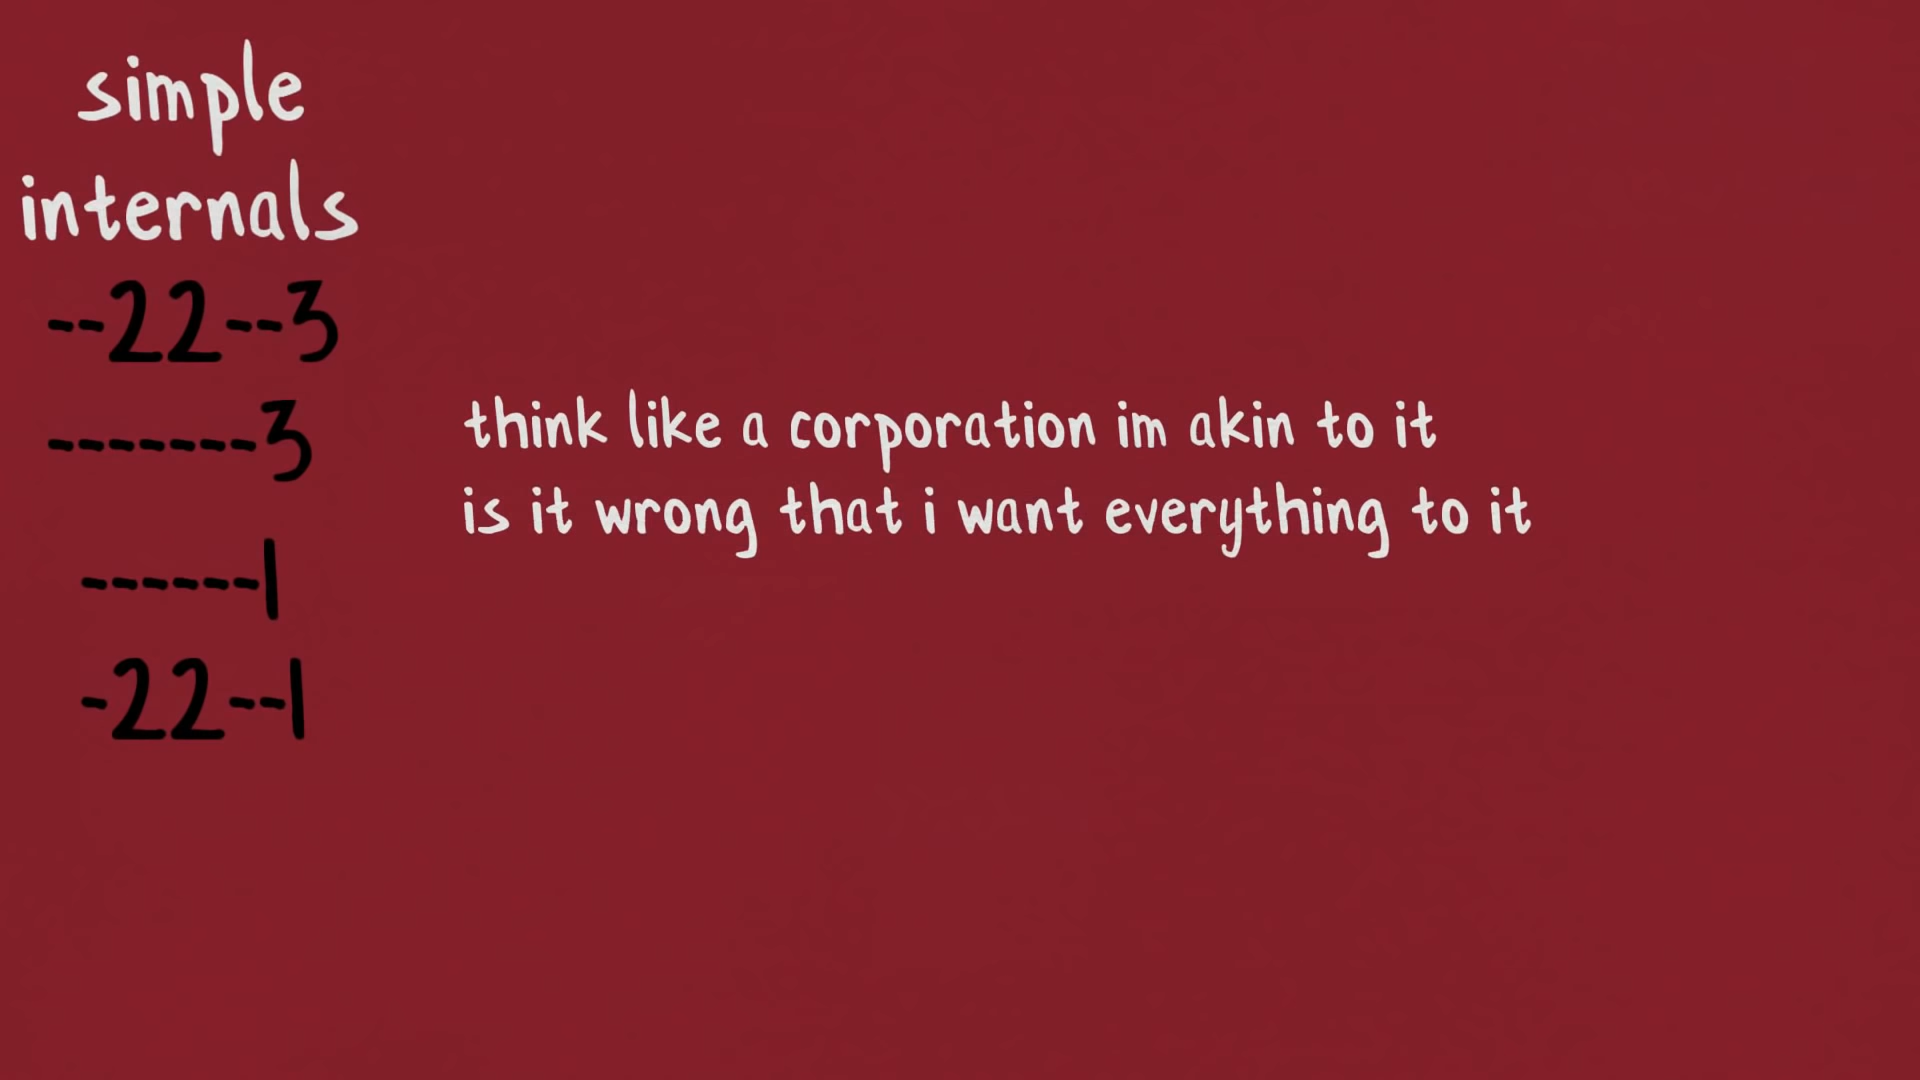 simple
internals
--22--3
-------3
------1
-22--1
think like a corporation im akin to it
is it wrong that i want everything to it